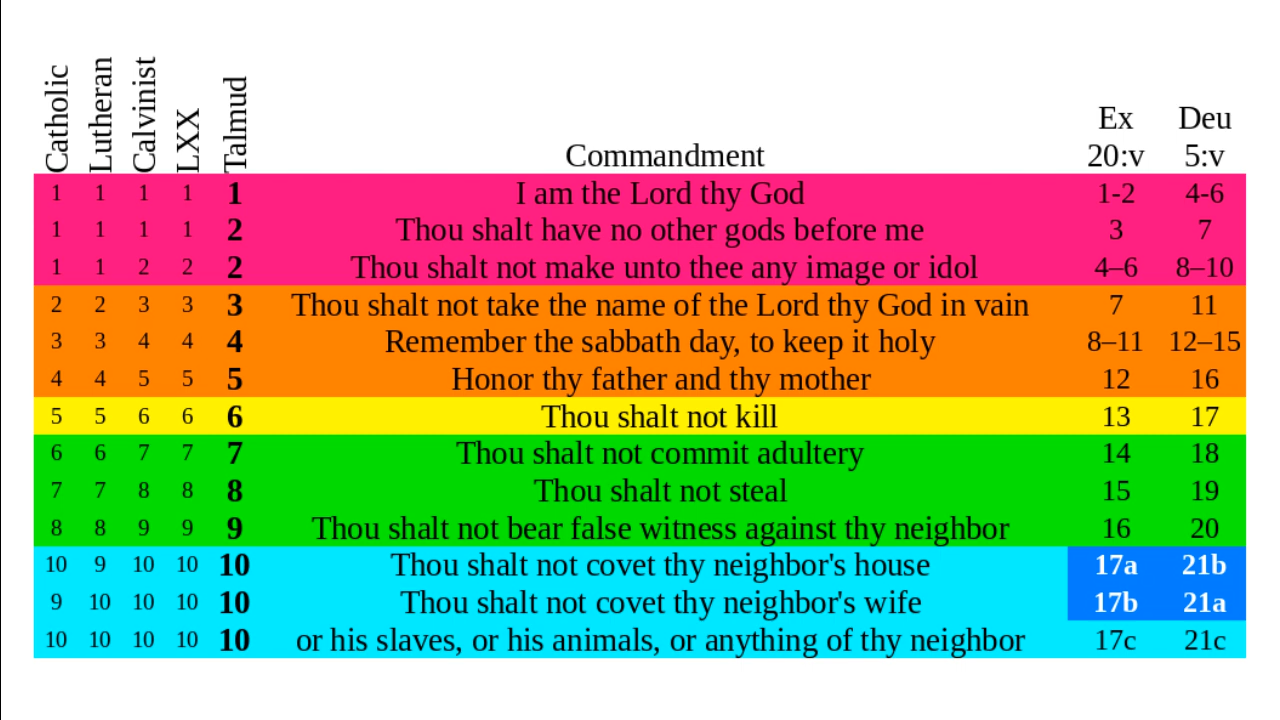 Catholic Lutheran Calvinist LXX Talmud Commandment Ex 20:v Deu 5:v
1 1 1 1 1 I am the Lord thy God 1-2 4-6
1 1 1 1 2 Thou shalt have no other gods before me 3 7
1 1 2 2 2 Thou shalt not make unto thee any image or idol 4–6 8–10
2 2 3 3 3 Thou shalt not take the name of the Lord thy God in vain 7 11
3 3 4 4 4 Remember the sabbath day, to keep it holy 8–11 12–15
4 4 5 5 5 Honor thy father and thy mother 12 16
5 5 6 6 6 Thou shalt not kill 13 17
6 6 7 7 7 Thou shalt not commit adultery 14 18
7 7 8 8 8 Thou shalt not steal 15 19
8 8 9 9 9 Thou shalt not bear false witness against thy neighbor 16 20
10 9 10 10 10 Thou shalt not covet thy neighbor's house 17a 21b
9 10 10 10 10 Thou shalt not covet thy neighbor's wife 17b 21a
10 10 10 10 10 or his slaves, or his animals, or anything of thy neighbor 17c 21c